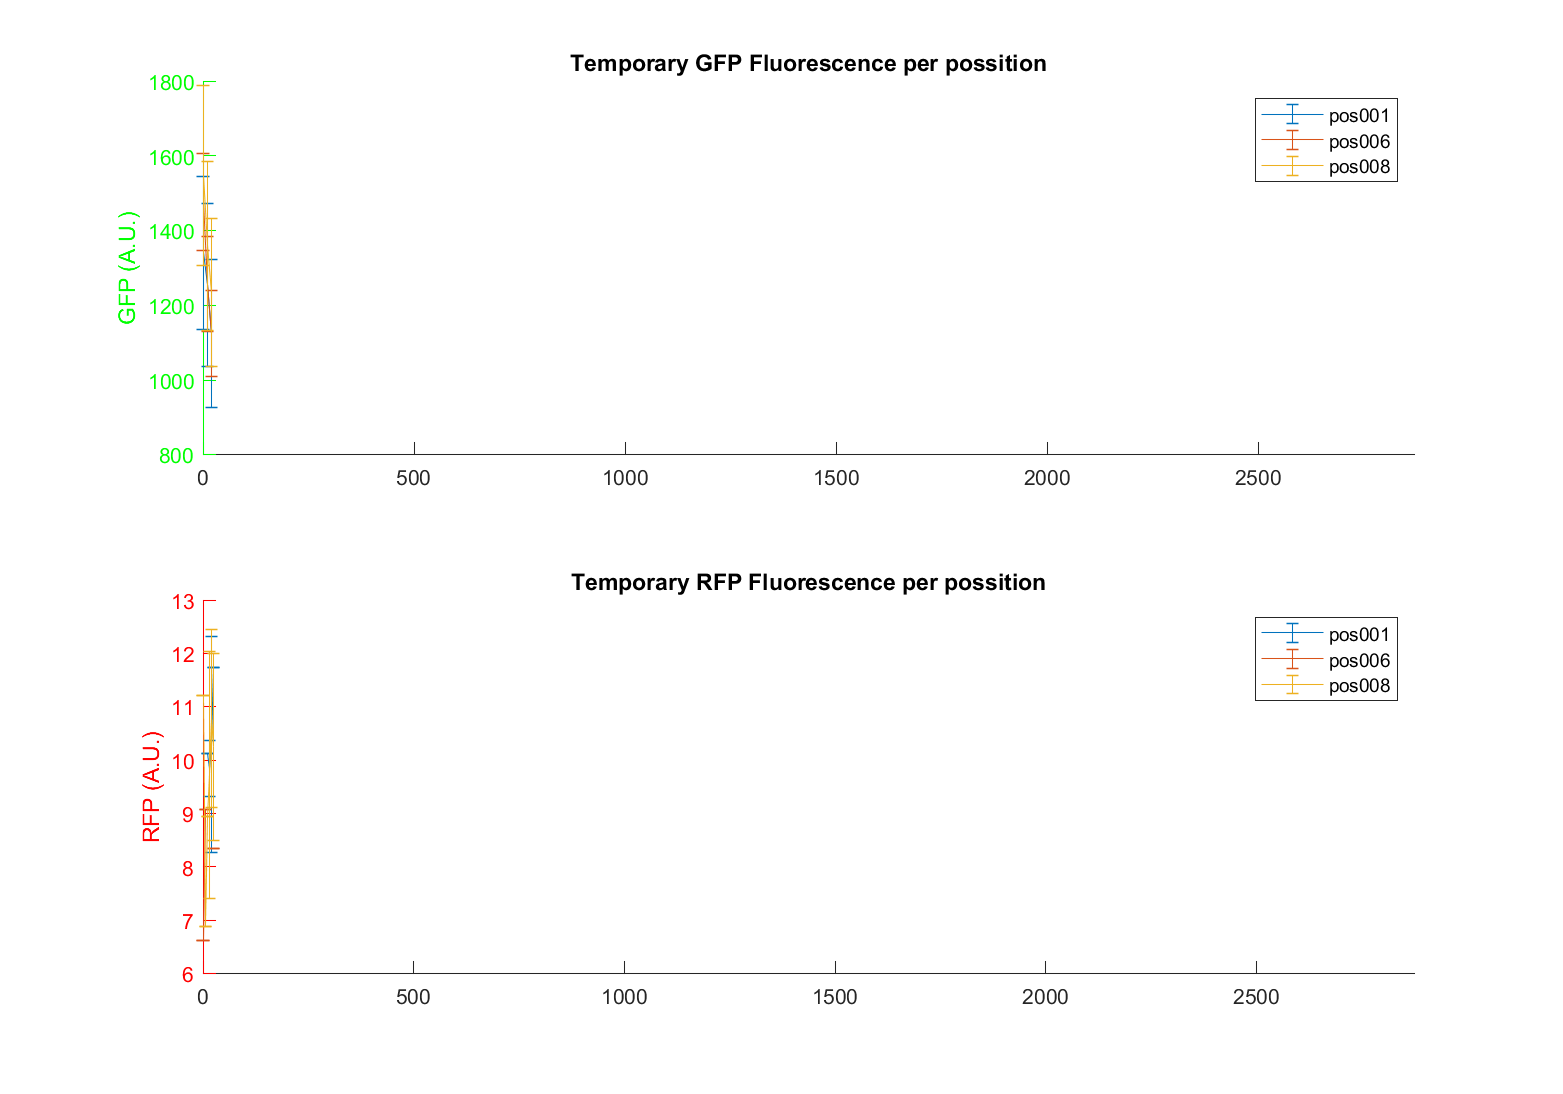 Temporary GFP Fluorescence per possition
GFP (A.U.)
1800
1600
1400
1200
1000
800
0 500 1000 1500 2000 2500
pos001
pos006
pos008
Temporary RFP Fluorescence per possition
RFP (A.U.)
13
12
11
10
9
8
7
6
0 500 1000 1500 2000 2500
pos001
pos006
pos008